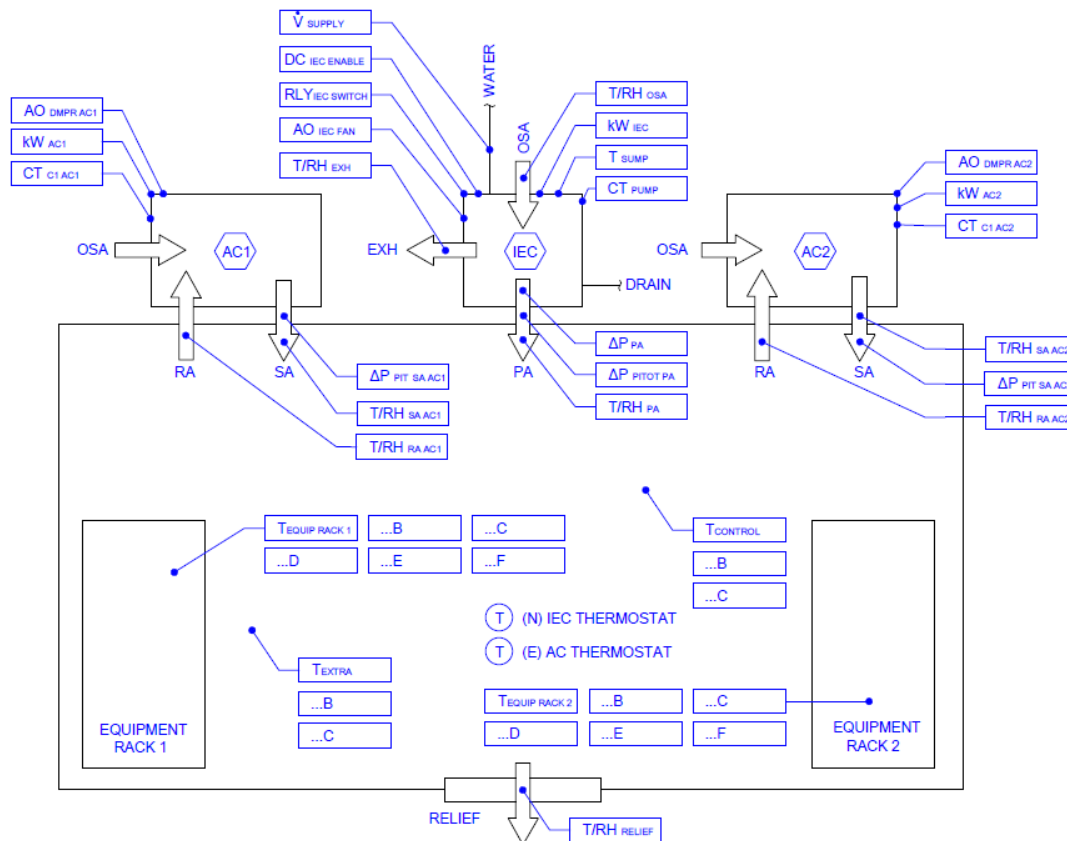 V̇ SUPPLY
DC IEC ENABLE
RLY IEC SWITCH
AO IEC FAN
T/RH EXH
WATER
OSA
T/RH OSA
kW IEC
T SUMP
CT PUMP
AO DMPR AC1
kW AC1
CT C1 AC1
AO DMPR AC2
kW AC2
CT C1 AC2
OSA
AC1
EXH
IEC
DRAIN
OSA
AC2
RA
SA
PA
RA
SA
ΔP PIT SA AC1
T/RH SA AC1
T/RH RA AC1
ΔP PA
ΔP PITOT PA
T/RH PA
T/RH SA AC2
ΔP PIT SA AC
T/RH RA AC2
T EQUIP RACK 1
...B
...C
...D
...E
...F
T CONTROL
...B
...C
T (N) IEC THERMOSTAT
T (E) AC THERMOSTAT
T EXTRA
...B
...C
T EQUIP RACK 2
...B
...C
...D
...E
...F
EQUIPMENT
RACK 1
EQUIPMENT
RACK 2
RELIEF
T/RH RELIEF